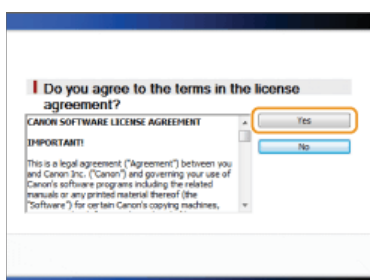 Do you agree to the terms in the license
agreement?
CANON SOFTWARE LICENSE AGREEMENT
Yes
IMPORTANT!
No
This is a legal agreement ("Agreement") between you
and Canon Inc. ("Canon") and governing your use of
Canon's software programs including the related
manuals or any printed material thereof (the
"Software") for certain Canon's copying machines,